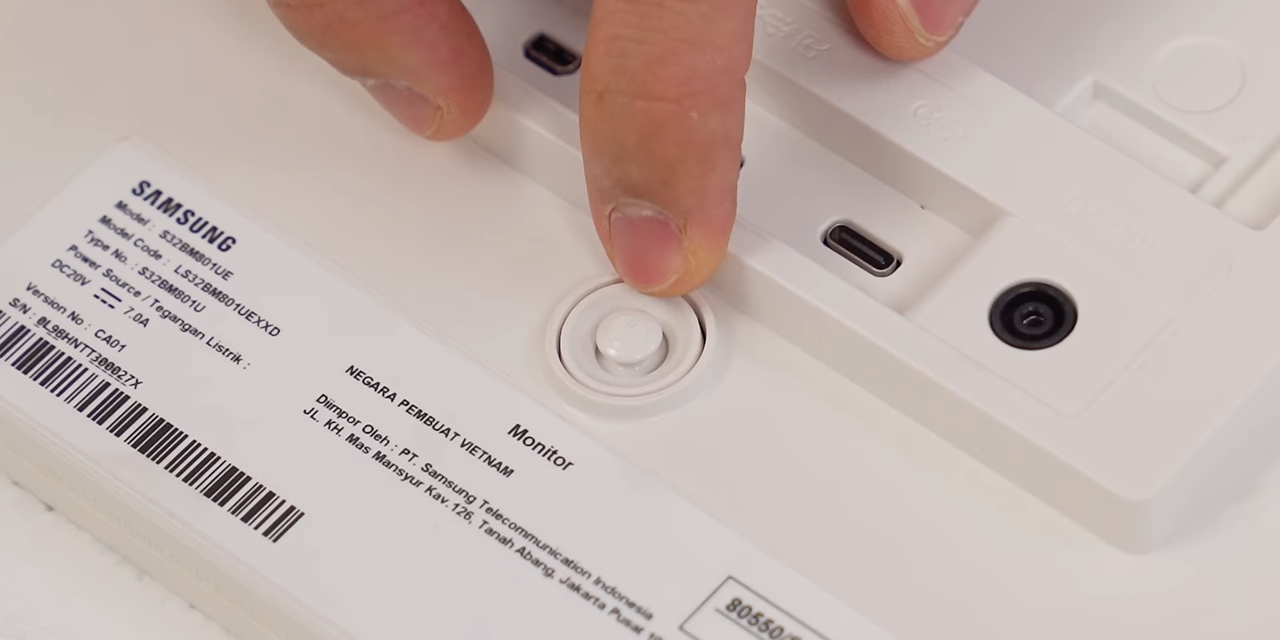 SAMSUNG
Model : S32BM801UE
Model Code : LS32BM801UEXXD
Type No. : S32BM801U
Power Source / Tegangan Listrik :
DC20V ⎓ 7.0A
Version No : CA01
S/N : 0L9BHNTT300027X
Monitor
NEGARA PEMBUAT VIETNAM
Diimpor Oleh : PT. Samsung Telecommunication Indonesia
JL. KH. Mas Mansyur Kav.126, Tanah Abang, Jakarta Pusat
80550/